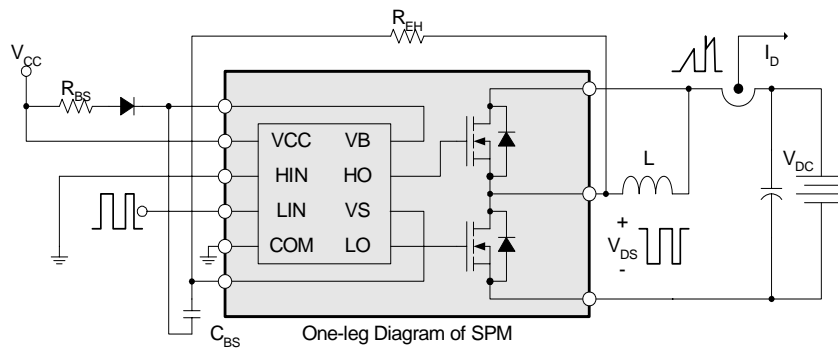 R_EH
V_CC
R_BS
I_D
VCC VB
HIN HO
LIN VS
COM LO
L
V_DC
+
V_DS
-
C_BS
One-leg Diagram of SPM